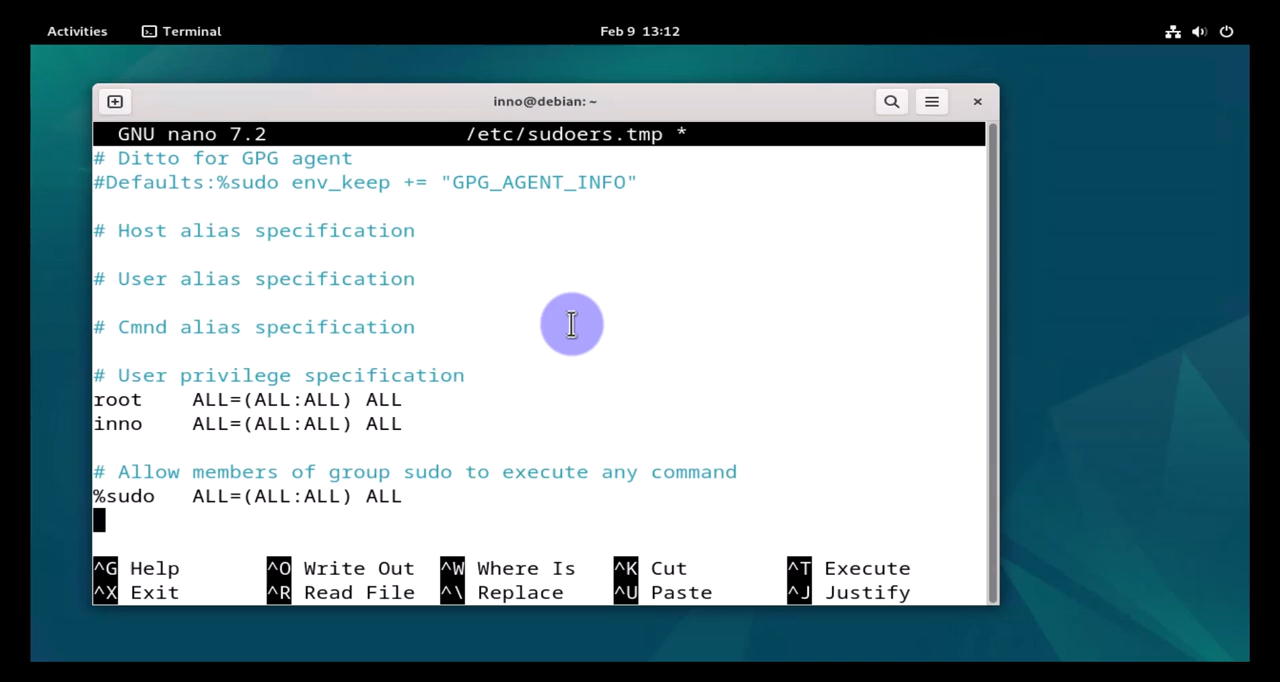 Activities Terminal Feb 9 13:12
inno@debian: ~
GNU nano 7.2 /etc/sudoers.tmp *
# Ditto for GPG agent
#Defaults:%sudo env_keep += "GPG_AGENT_INFO"
# Host alias specification
# User alias specification
# Cmnd alias specification
# User privilege specification
root ALL=(ALL:ALL) ALL
inno ALL=(ALL:ALL) ALL
# Allow members of group sudo to execute any command
%sudo ALL=(ALL:ALL) ALL
^G Help ^O Write Out ^W Where Is ^K Cut ^T Execute
^X Exit ^R Read File ^\ Replace ^U Paste ^J Justify